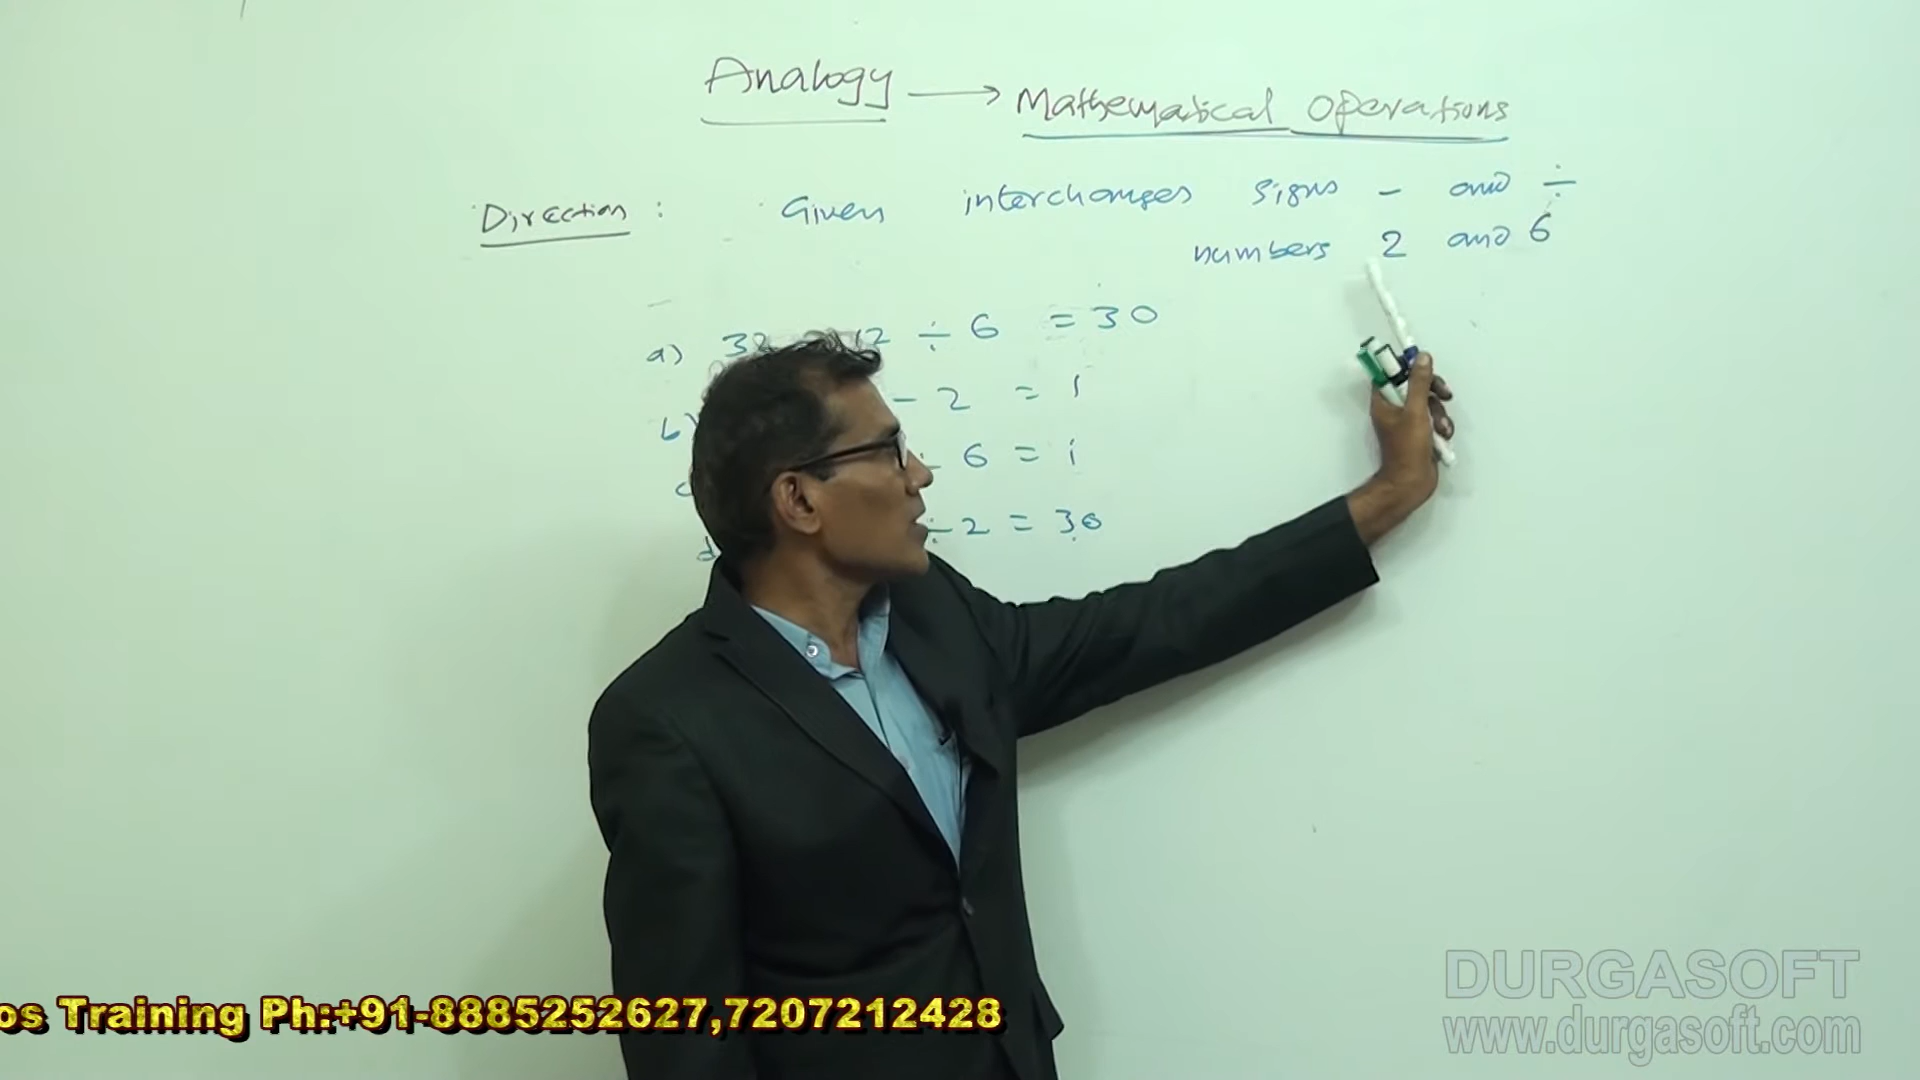 Analogy → Mathematical Operations
Direction : Given interchanges signs - and ÷
numbers 2 and 6
a) 12 ÷ 6 = 30
b) - 2 = 1
6 = 1
d ÷ 2 = 30
os Training Ph:+91-8885252627,7207212428
DURGASOFT
www.durgasoft.com